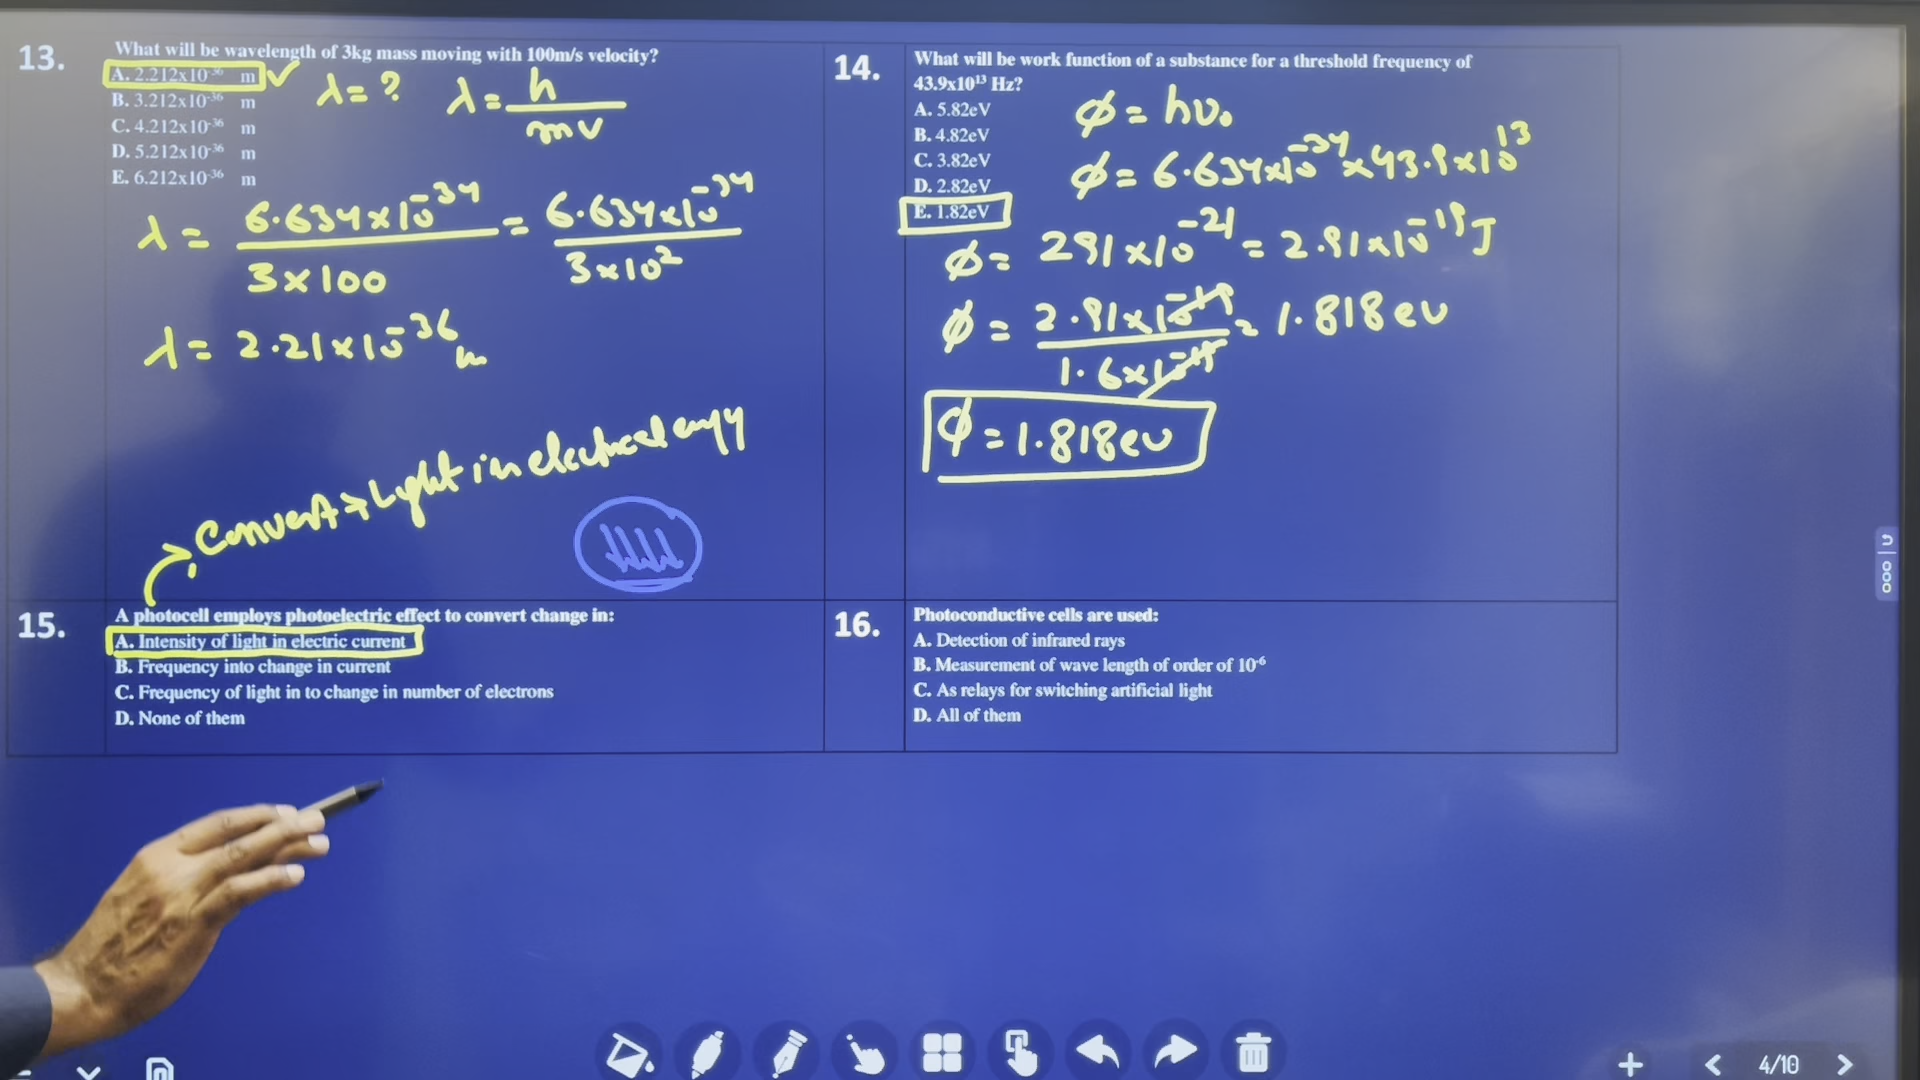 13.
What will be wavelength of 3kg mass moving with 100m/s velocity?
A. 2.212x10⁻³⁶ m
B. 3.212x10⁻³⁶ m
C. 4.212x10⁻³⁶ m
D. 5.212x10⁻³⁶ m
E. 6.212x10⁻³⁶ m
λ = ? λ = h / mv
λ = 6.634x10⁻³⁴ / 3x100 = 6.634x10⁻³⁴ / 3x10²
λ = 2.21x10⁻³⁶ m
Convert → Light in electrical
14.
What will be work function of a substance for a threshold frequency of
43.9x10¹³ Hz?
A. 5.82eV
B. 4.82eV
C. 3.82eV
D. 2.82eV
E. 1.82eV
ϕ = hν₀
ϕ = 6.634x10⁻³⁴ x 43.9x10¹³
ϕ = 291x10⁻²¹ = 2.91x10⁻¹⁹ J
ϕ = 2.91x10⁻¹⁹ / 1.6x10⁻¹⁹ = 1.818 ev
ϕ = 1.818 ev
15.
A photocell employs photoelectric effect to convert change in:
A. Intensity of light in electric current
B. Frequency into change in current
C. Frequency of light in to change in number of electrons
D. None of them
16.
Photoconductive cells are used:
A. Detection of infrared rays
B. Measurement of wave length of order of 10⁻⁶
C. As relays for switching artificial light
D. All of them
4/10